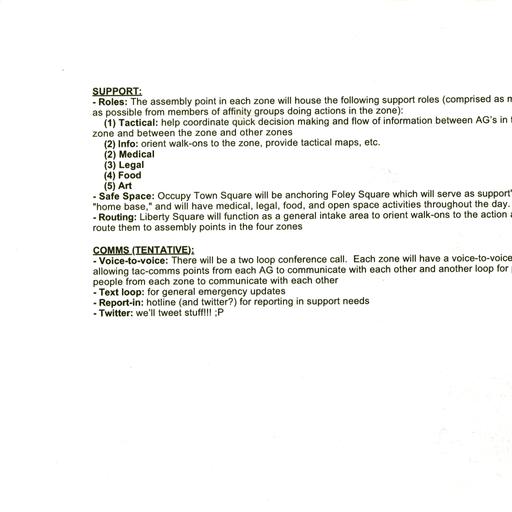 SUPPORT:
- Roles: The assembly point in each zone will house the following support roles (comprised as
as possible from members of affinity groups doing actions in the zone):
(1) Tactical: help coordinate quick decision making and flow of information between AG's in
zone and between the zone and other zones
(2) Info: orient walk-ons to the zone, provide tactical maps, etc.
(2) Medical
(3) Legal
(4) Food
(5) Art
- Safe Space: Occupy Town Square will be anchoring Foley Square which will serve as support'
"home base," and will have medical, legal, food, and open space activities throughout the day.
- Routing: Liberty Square will function as a general intake area to orient walk-ons to the action
route them to assembly points in the four zones
COMMS (TENTATIVE):
- Voice-to-voice: There will be a two loop conference call. Each zone will have a voice-to-voice
allowing tac-comms points from each AG to communicate with each other and another loop for
people from each zone to communicate with each other
- Text loop: for general emergency updates
- Report-in: hotline (and twitter?) for reporting in support needs
- Twitter: we'll tweet stuff!!! ;P